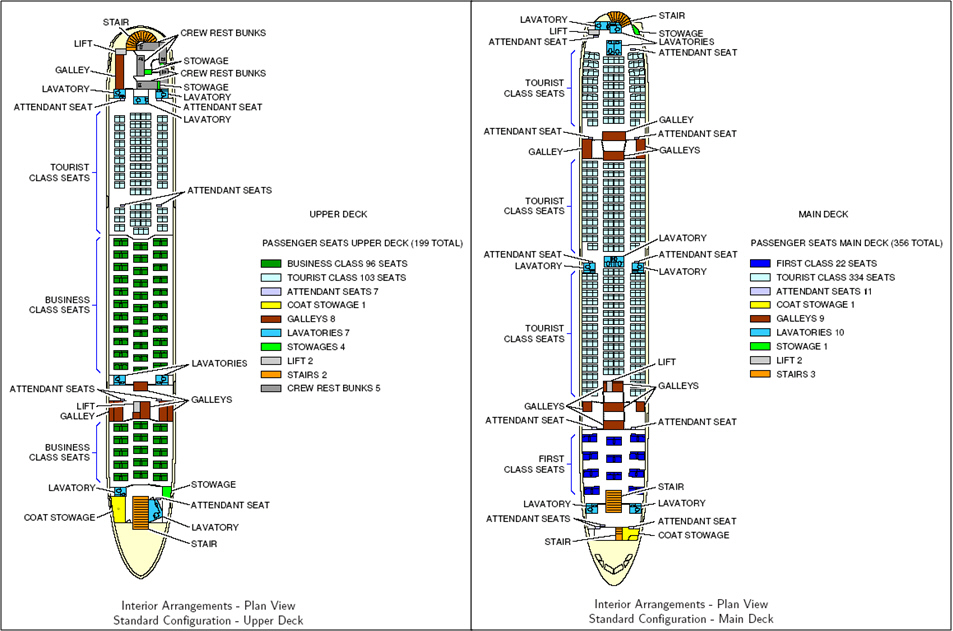 STAIR
CREW REST BUNKS
LIFT
STOWAGE
GALLEY
CREW REST BUNKS
STOWAGE
LAVATORY
LAVATORY
ATTENDANT SEAT
ATTENDANT SEAT
LAVATORY
TOURIST
CLASS SEATS
ATTENDANT SEATS
UPPER DECK
PASSENGER SEATS UPPER DECK (199 TOTAL)
BUSINESS CLASS 96 SEATS
TOURIST CLASS 103 SEATS
ATTENDANT SEATS 7
COAT STOWAGE 1
GALLEYS 8
LAVATORIES 7
STOWAGES 4
LIFT 2
STAIRS 2
CREW REST BUNKS 5
BUSINESS
CLASS SEATS
LAVATORIES
ATTENDANT SEATS
GALLEYS
LIFT
GALLEY
BUSINESS
CLASS SEATS
LAVATORY
STOWAGE
ATTENDANT SEAT
COAT STOWAGE
LAVATORY
STAIR
Interior Arrangements - Plan View
Standard Configuration - Upper Deck
LAVATORY
STAIR
LIFT
STOWAGE
ATTENDANT SEAT
LAVATORIES
ATTENDANT SEAT
TOURIST
CLASS SEATS
GALLEY
ATTENDANT SEAT
ATTENDANT SEAT
GALLEY
GALLEYS
TOURIST
CLASS SEATS
MAIN DECK
LAVATORY
PASSENGER SEATS MAIN DECK (356 TOTAL)
ATTENDANT SEAT
ATTENDANT SEAT
LAVATORY
LAVATORY
FIRST CLASS 22 SEATS
TOURIST CLASS 334 SEATS
ATTENDANT SEATS 11
COAT STOWAGE 1
GALLEYS 9
LAVATORIES 10
STOWAGE 1
LIFT 2
STAIRS 3
TOURIST
CLASS SEATS
LIFT
GALLEYS
GALLEYS
ATTENDANT SEAT
ATTENDANT SEAT
FIRST
CLASS SEATS
STAIR
LAVATORY
LAVATORY
ATTENDANT SEATS
ATTENDANT SEAT
STAIR
COAT STOWAGE
Interior Arrangements - Plan View
Standard Configuration - Main Deck